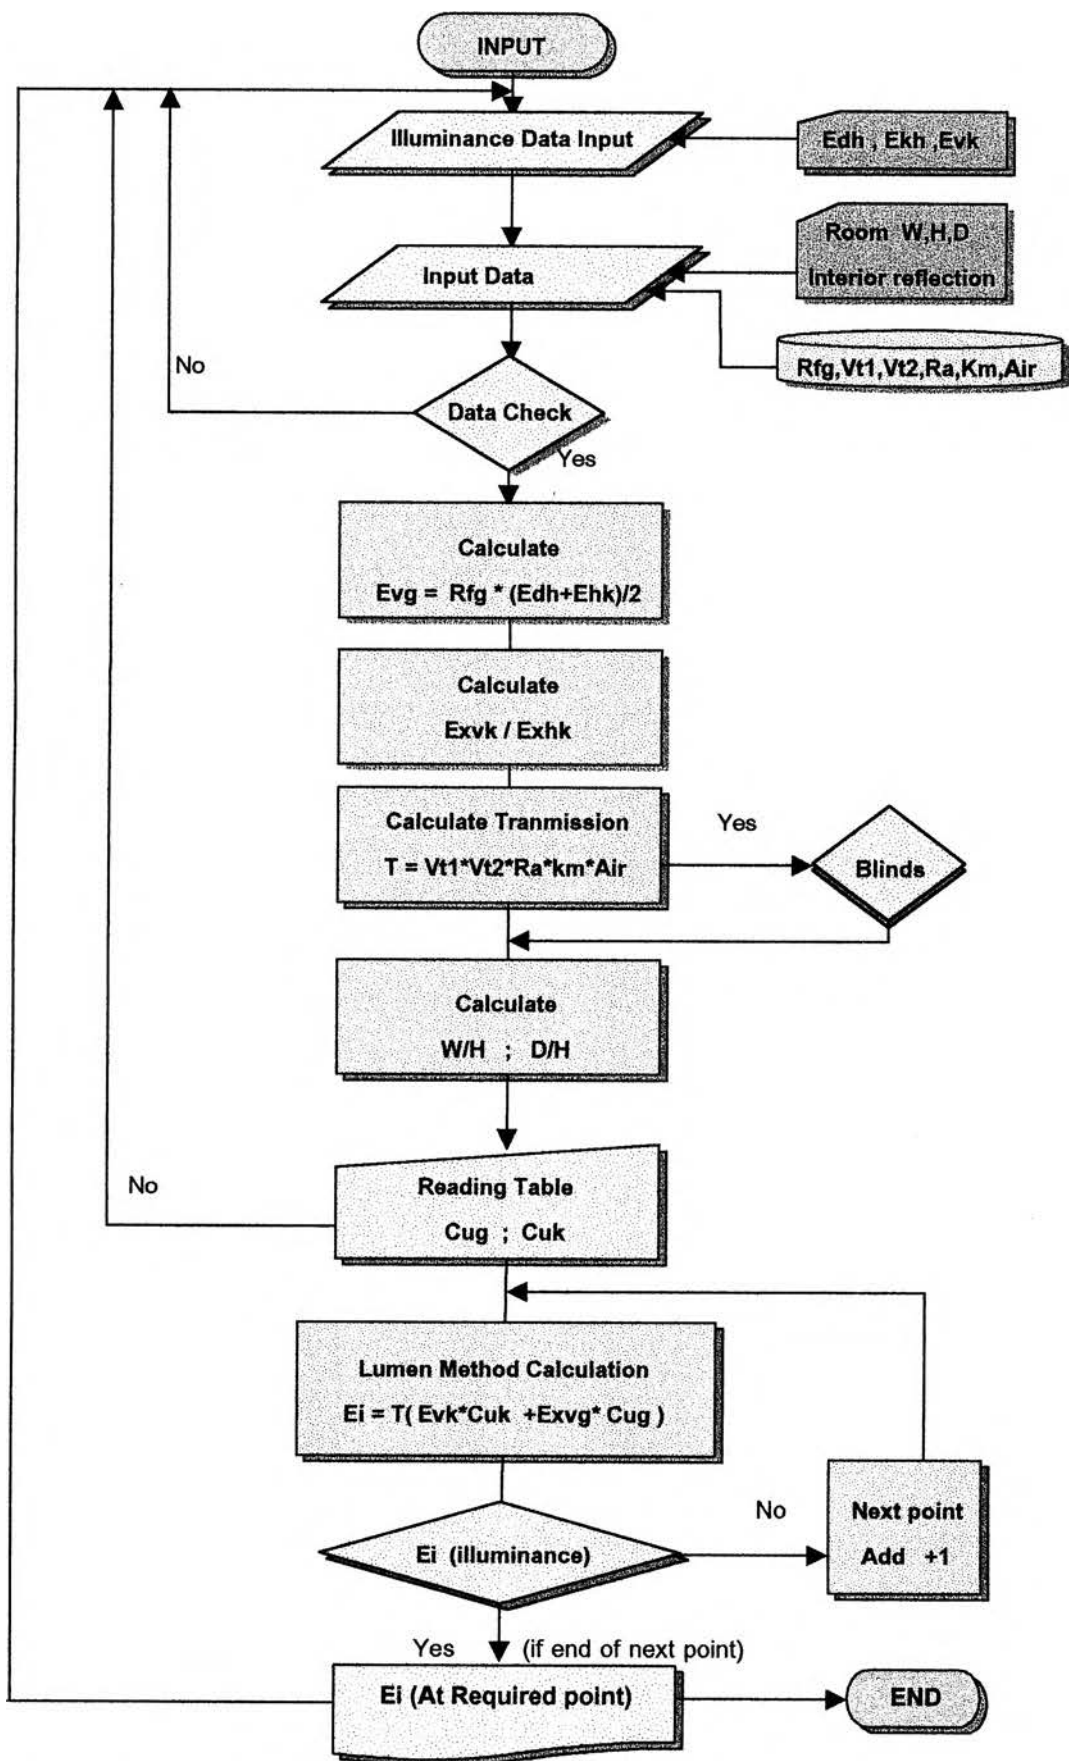 INPUT
Illuminance Data Input
Edh , Ekh ,Evk
Room W,H,D
Interior reflection
Input Data
Rfg,Vt1,Vt2,Ra,Km,Air
No
Data Check
Yes
Calculate
Evg = Rfg * (Edh+Ehk)/2
Calculate
Exvk / Exhk
Calculate Tranmission
T = Vt1*Vt2*Ra*km*Air
Yes
Blinds
Calculate
W/H ; D/H
No
Reading Table
Cug ; Cuk
Lumen Method Calculation
Ei = T( Evk*Cuk +Exvg* Cug )
No
Next point
Add +1
Ei (illuminance)
Yes (if end of next point)
Ei (At Required point)
END